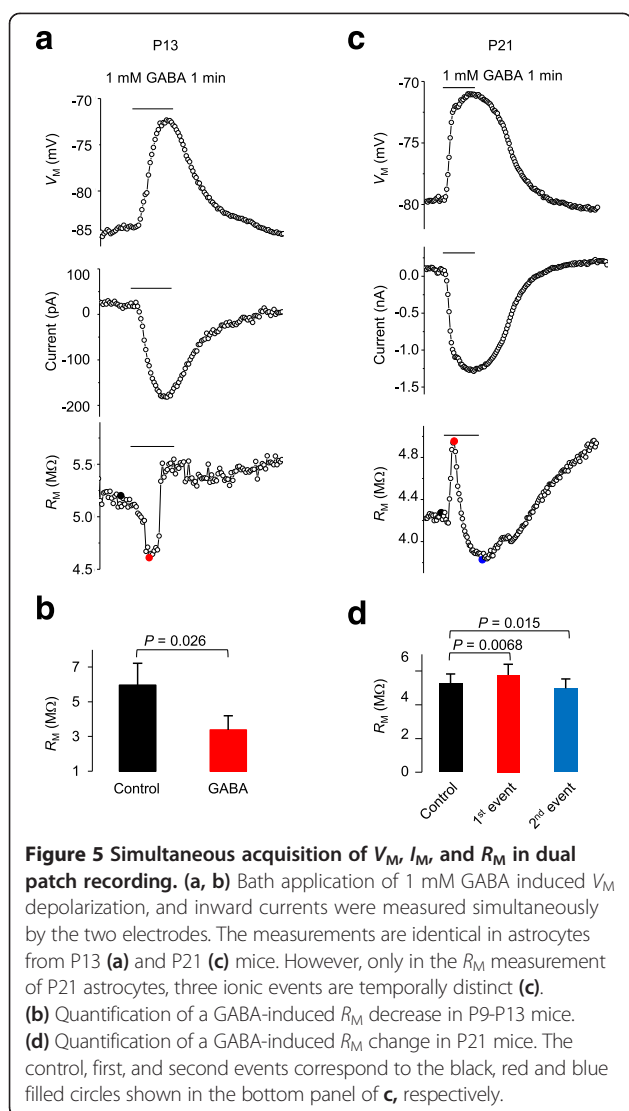 a
P13
1 mM GABA 1 min
-70
-75
-80
-85
VM (mV)
100
0
-100
-200
Current (pA)
5.5
5.0
4.5
RM (MΩ)
c
P21
1 mM GABA 1 min
-70
-75
-80
VM (mV)
0.0
-0.5
-1.0
-1.5
Current (nA)
4.8
4.2
3.6
RM (MΩ)
b
P = 0.026
7
5
3
1
RM (MΩ)
Control
GABA
d
P = 0.015
P = 0.0068
6
4
2
0
RM (MΩ)
Control
1st event
2nd event
Figure 5 Simultaneous acquisition of VM, IM, and RM in dual
patch recording. (a, b) Bath application of 1 mM GABA induced VM
depolarization, and inward currents were measured simultaneously
by the two electrodes. The measurements are identical in astrocytes
from P13 (a) and P21 (c) mice. However, only in the RM measurement
of P21 astrocytes, three ionic events are temporally distinct (c).
(b) Quantification of a GABA-induced RM decrease in P9-P13 mice.
(d) Quantification of a GABA-induced RM change in P21 mice. The
control, first, and second events correspond to the black, red and blue
filled circles shown in the bottom panel of c, respectively.